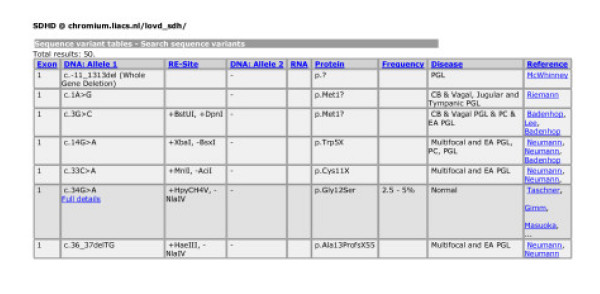 SDHD @ chromium.liacs.nl/lovd_sdh/
Sequence variant tables - Search sequence variants
Total results: 50.
Exon DNA: Allele 1 RE-Site DNA: Allele 2 RNA Protein Frequency Disease Reference
1 c.-11_1313del (Whole Gene Deletion) - p.? PGL McWhinney
1 c.1A>G - p.Met1? CB & Vagal, Jugular and Tympanic PGL Riemann
1 c.3G>C +BstUI, +DpnI - p.Met1? CB & Vagal PGL & PC & EA PGL Badenhop, Lee, Badenhop
1 c.14G>A +XbaI, -BsxI - p.Trp5X Multifocal and EA PGL, PC, PGL Neumann, Neumann, Badenhop
1 c.33C>A +MnlI, -AciI - p.Cys11X Multifocal and EA PGL Neumann, Neumann
1 c.34G>A Full details +HpyCH4V, - NlaIV - p.Gly12Ser 2.5 - 5% Normal Taschner, Gimm, Masuoka, ...
1 c.36_37delTG +HaeIII, - NlaIV - p.Ala13ProfsX55 Multifocal and EA PGL Neumann, Neumann